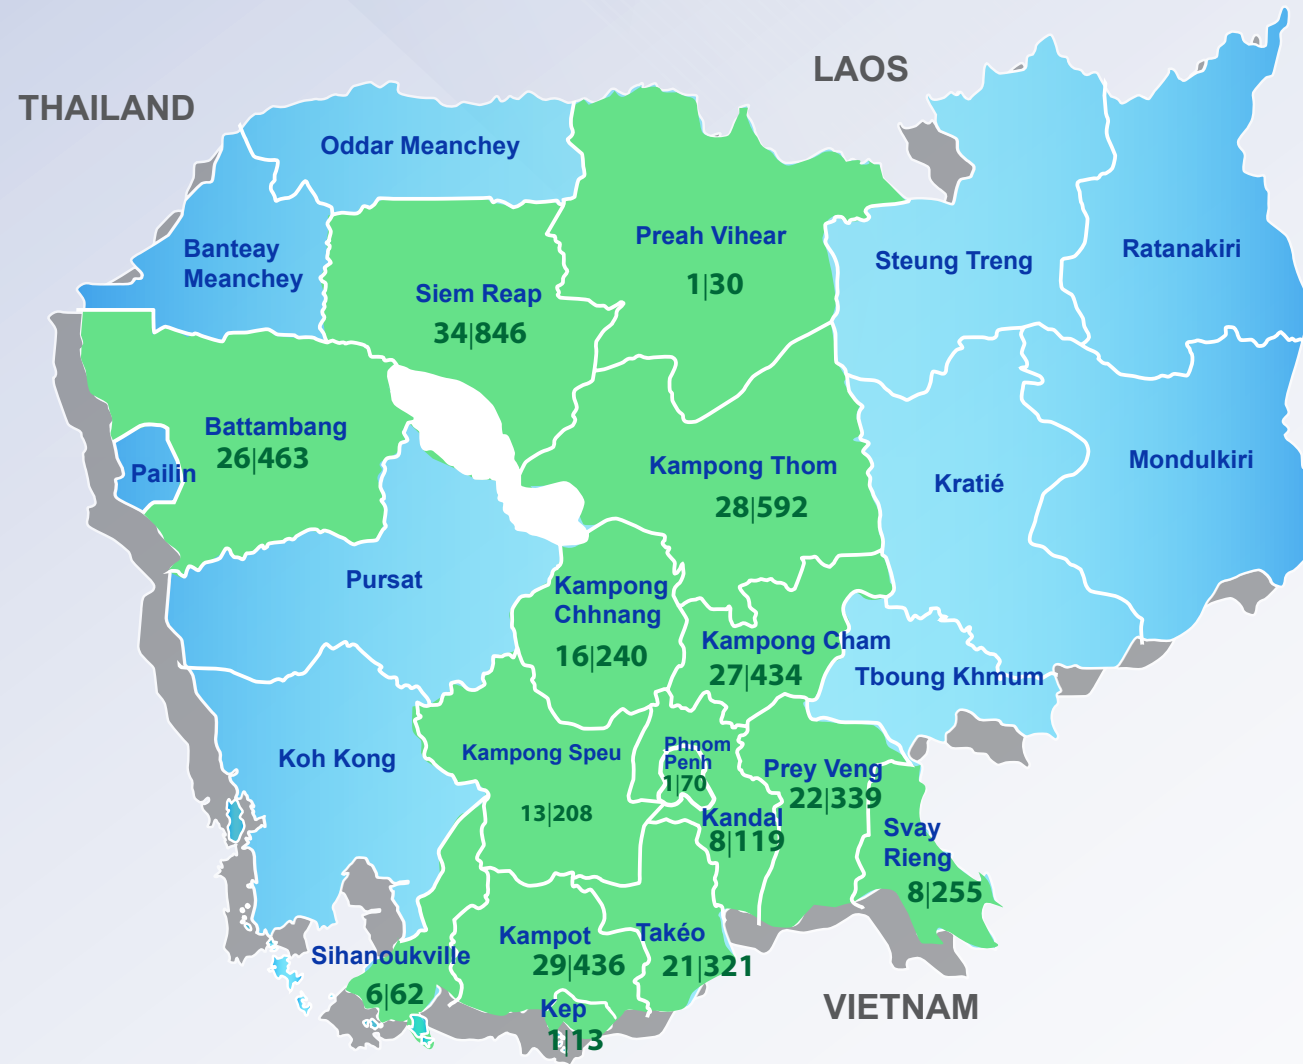 LAOS
THAILAND
Oddar Meanchey
Preah Vihear
1|30
Banteay
Meanchey
Steung Treng
Ratanakiri
Siem Reap
34|846
Battambang
26|463
Pailin
Kampong Thom
28|592
Kratié
Mondulkiri
Pursat
Kampong
Chhnang
16|240
Kampong Cham
27|434
Tboung Khmum
Koh Kong
Kampong Speu
13|208
Phnom
Penh
1|70
Prey Veng
22|339
Kandal
8|119
Svay
Rieng
8|255
Kampot
29|436
Takéo
21|321
Sihanoukville
6|62
Kep
1|13
VIETNAM